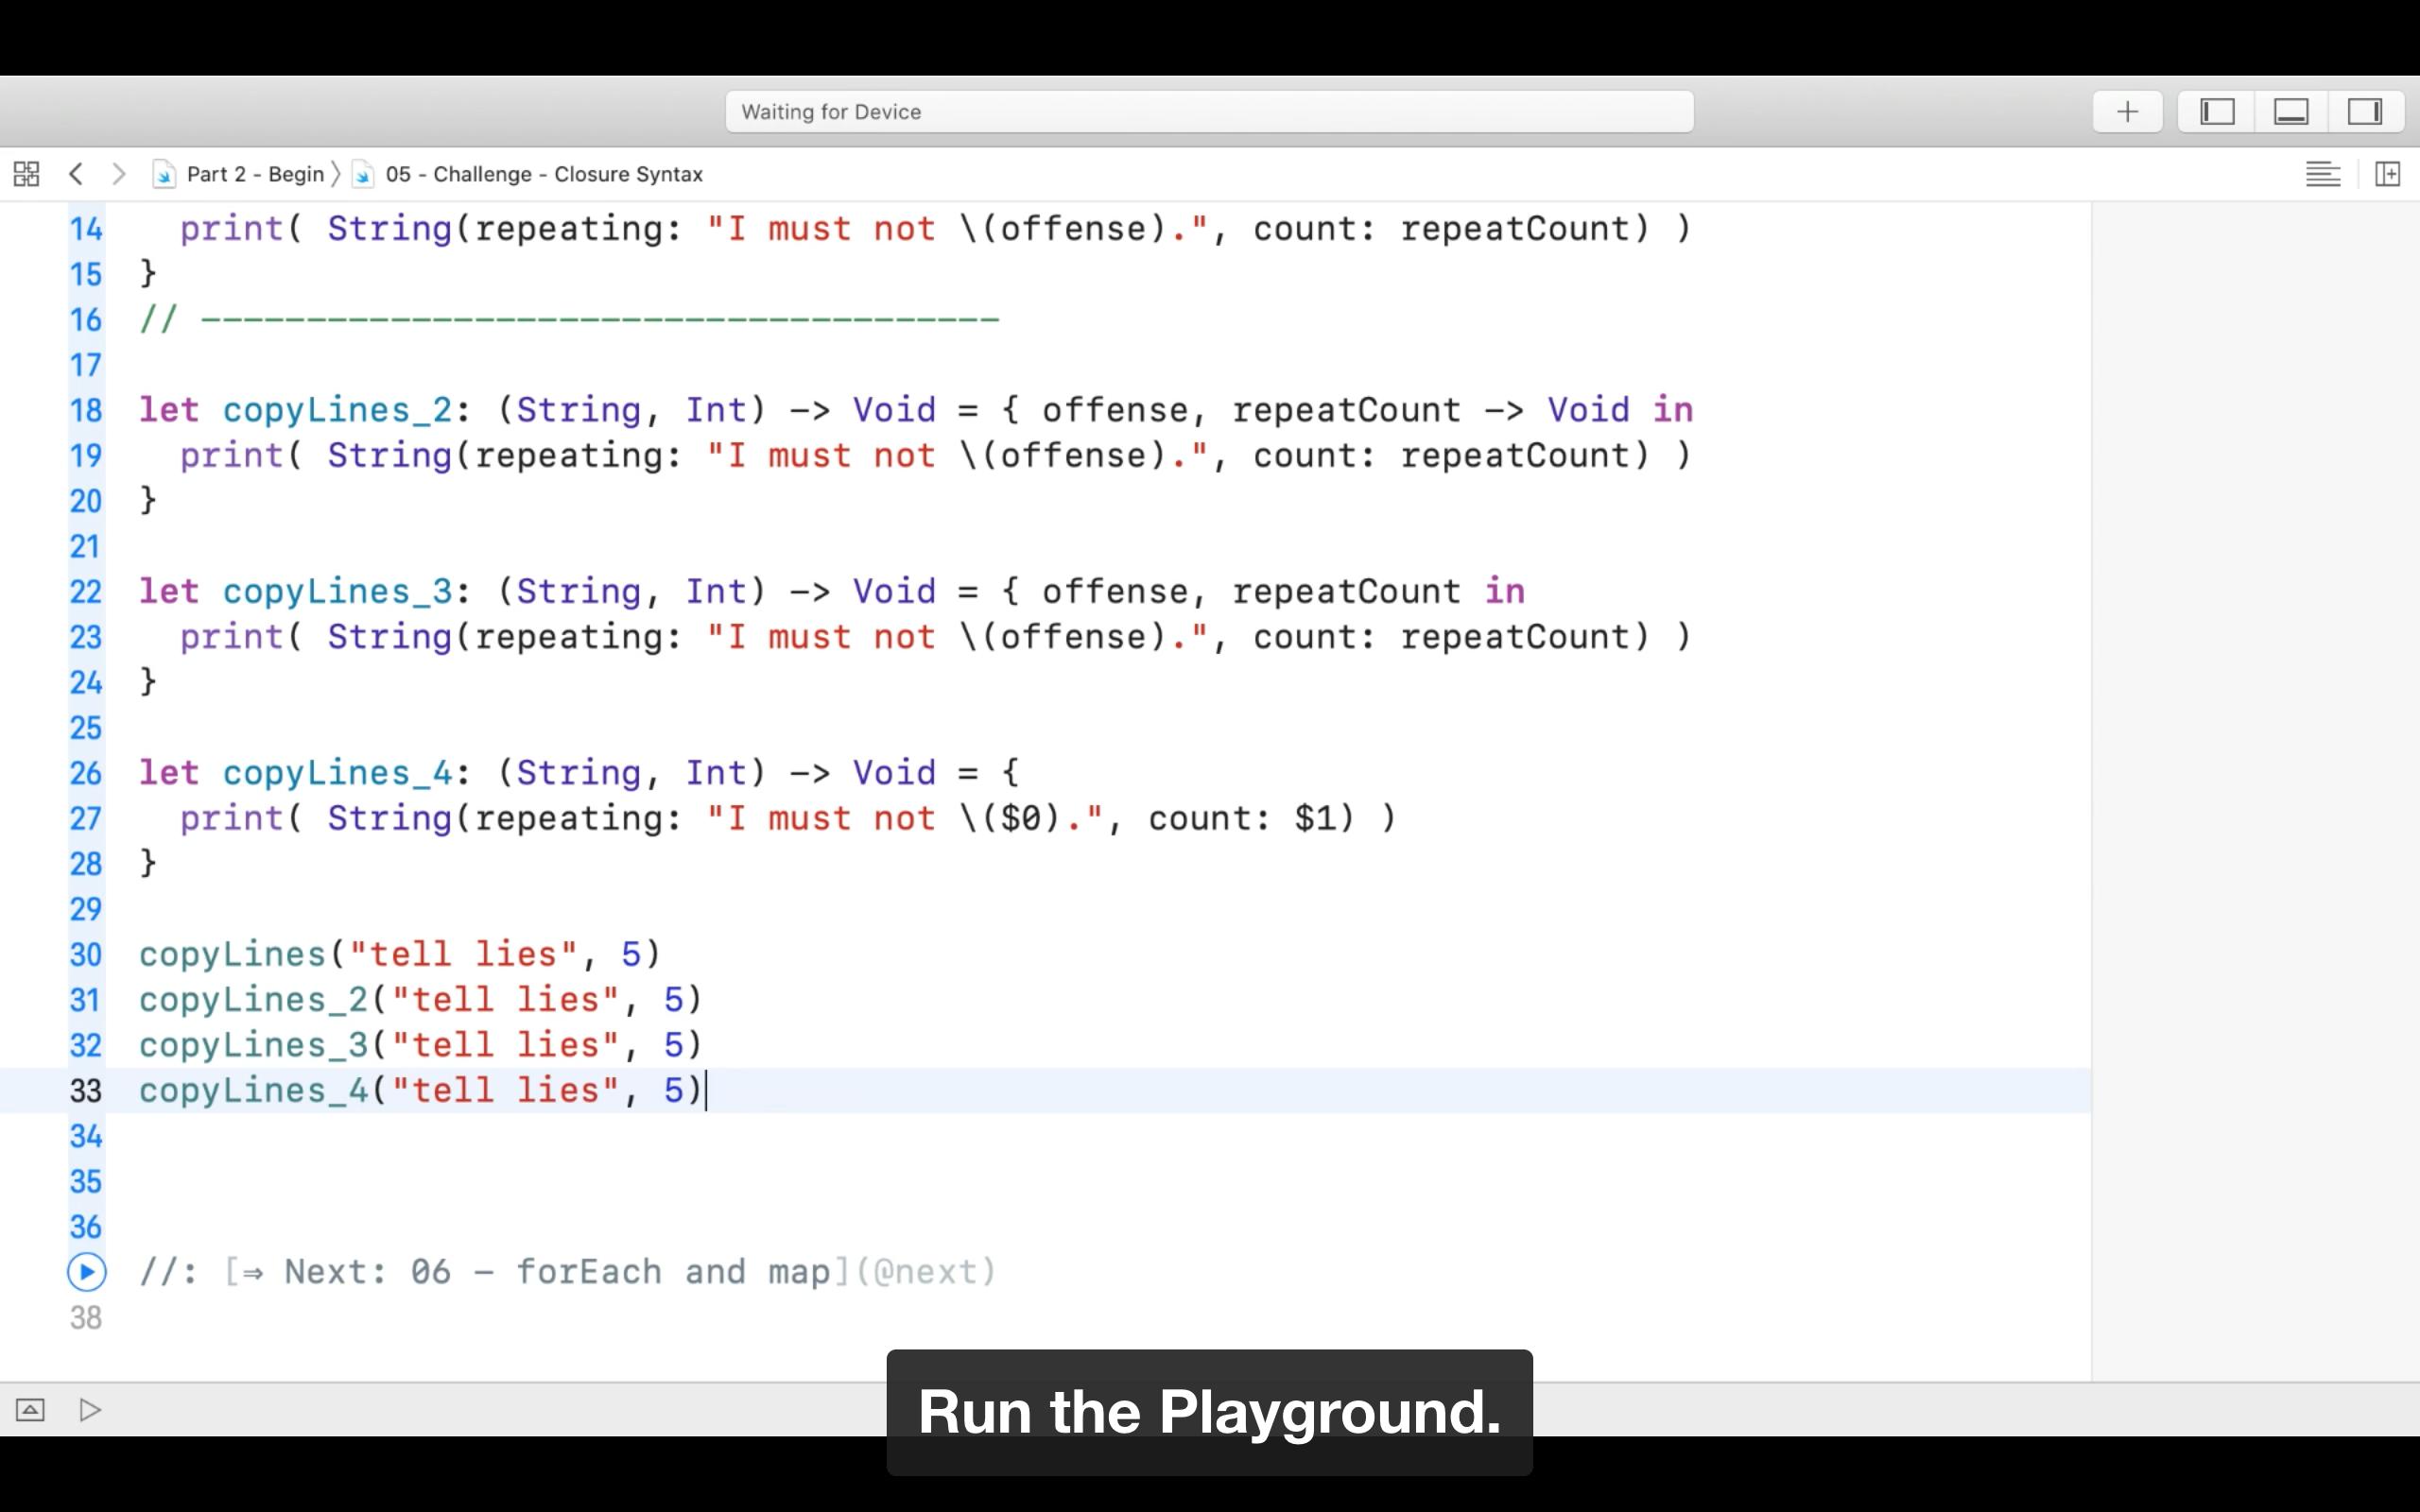 Waiting for Device
Part 2 - Begin 〉 05 - Challenge - Closure Syntax
14   print( String(repeating: "I must not \(offense).", count: repeatCount) )
15 }
16 // --------------------------------------
17
18 let copyLines_2: (String, Int) -> Void = { offense, repeatCount -> Void in
19   print( String(repeating: "I must not \(offense).", count: repeatCount) )
20 }
21
22 let copyLines_3: (String, Int) -> Void = { offense, repeatCount in
23   print( String(repeating: "I must not \(offense).", count: repeatCount) )
24 }
25
26 let copyLines_4: (String, Int) -> Void = {
27   print( String(repeating: "I must not \($0).", count: $1) )
28 }
29
30 copyLines("tell lies", 5)
31 copyLines_2("tell lies", 5)
32 copyLines_3("tell lies", 5)
33 copyLines_4("tell lies", 5)
34
35
36
//: [⇒ Next: 06 - forEach and map](@next)
38
Run the Playground.